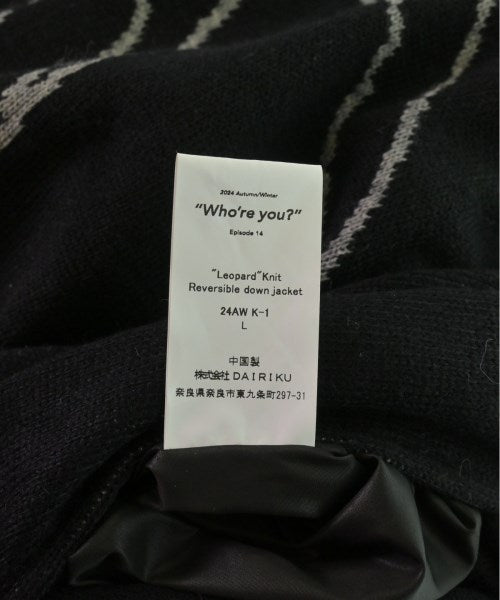 2024 Autumn/Winter
"Who're you?"
Episode 14
"Leopard"Knit
Reversible down jacket
24AW K-1
L
中国製
株式会社DAIRIKU
奈良県奈良市東九条町297-31